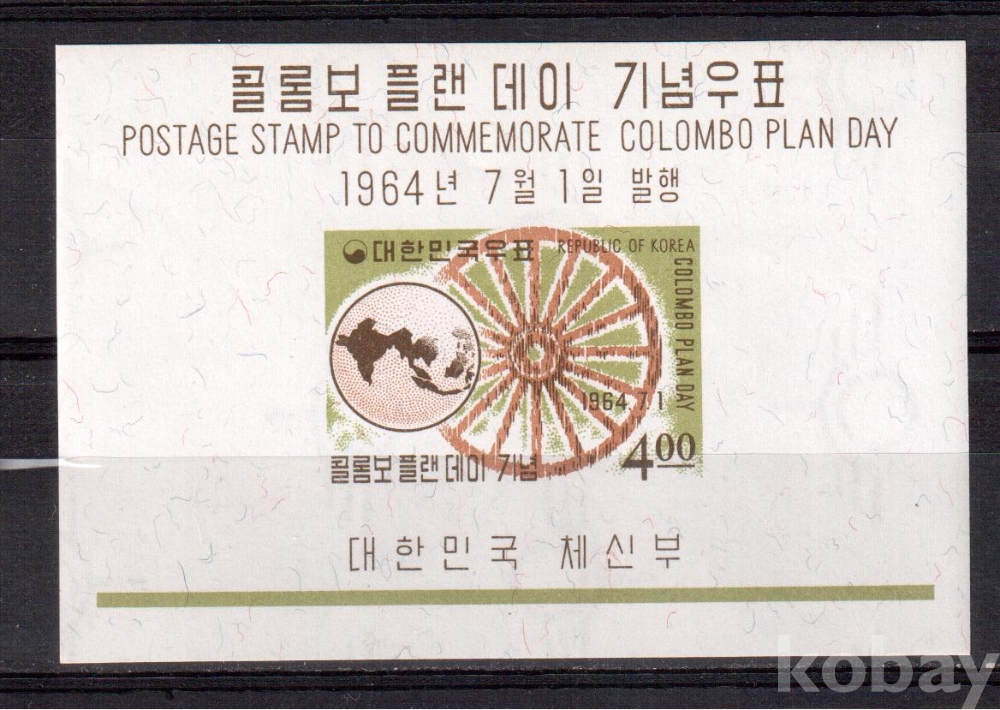 콜롬보 플랜 데이 기념우표
POSTAGE STAMP TO COMMEMORATE COLOMBO PLAN DAY
1964년 7월 1일 발행
대한민국우표
REPUBLIC OF KOREA
COLOMBO PLAN DAY
1964 7.1
콜롬보 플랜 데이 기념
4.00
대한민국 체신부
kobay